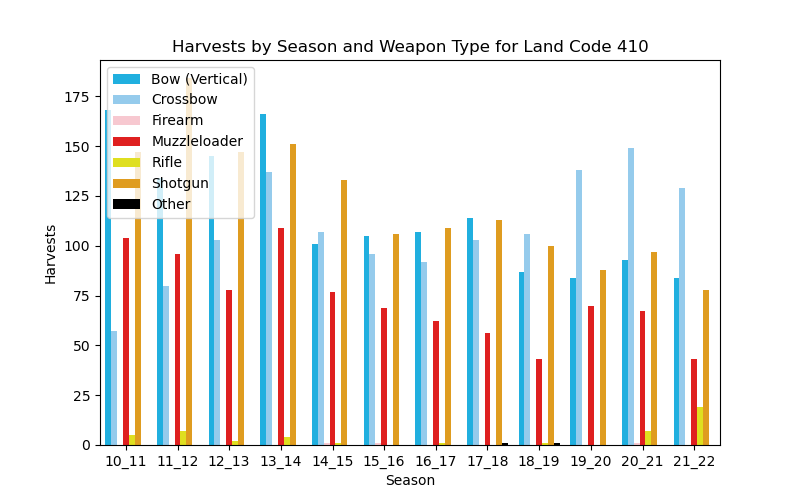 Harvests by Season and Weapon Type for Land Code 410
Bow (Vertical)
Crossbow
Firearm
Muzzleloader
Rifle
Shotgun
Other
175
150
125
100
75
50
25
0
Harvests
10_11 11_12 12_13 13_14 14_15 15_16 16_17 17_18 18_19 19_20 20_21 21_22
Season